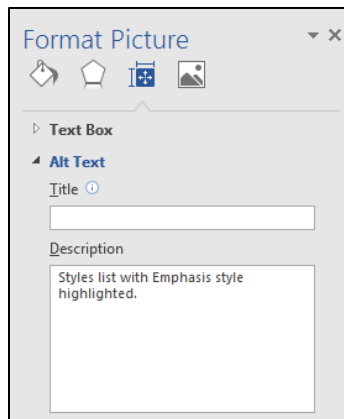 Format Picture
Text Box
Alt Text
Title
Description
Styles list with Emphasis style
highlighted.